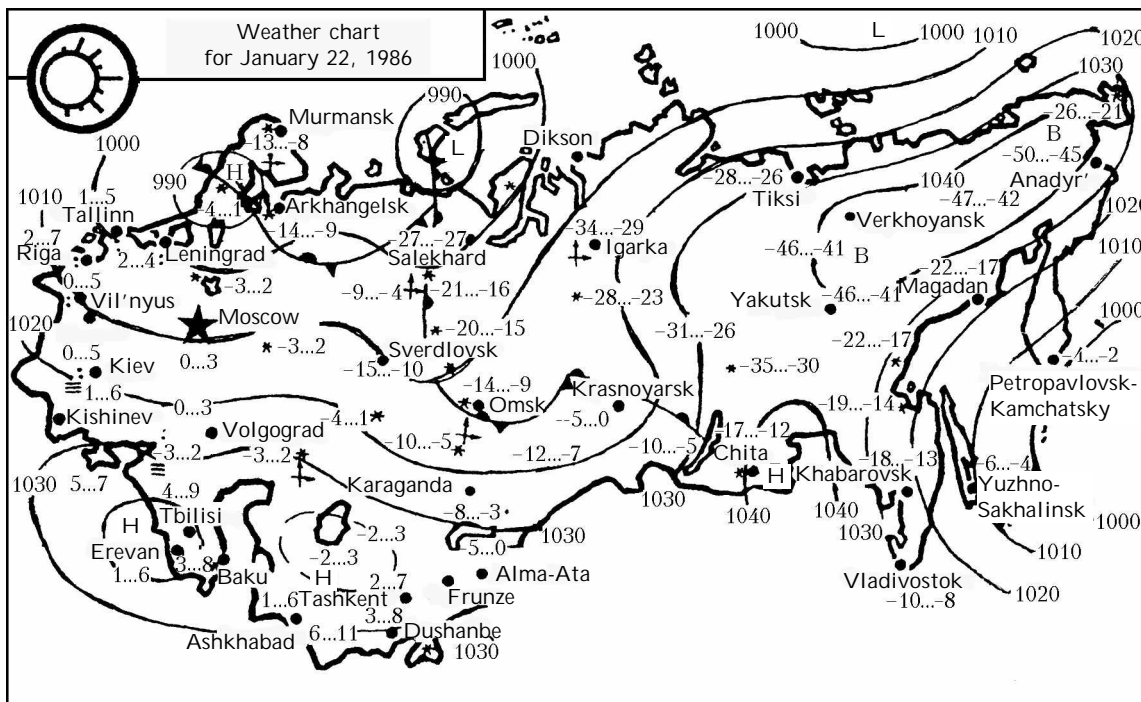 Weather chart
for January 22, 1986
L
1000
1010
1020
1000
1030
990
Murmansk
-13...-8
L
Dikson
-26...-21
B
1000
H
-50...-45
Anadyr'
990
1...5
-28...-26
Tiksi
1040
-47...-42
1010
Tallinn
-4...1
Arkhangelsk
Verkhoyansk
1020
2...7
-14...-9
-34...-29
Riga
Leningrad
-27...-27
Igarka
2...4
Salekhard
-46...-41
B
1010
0...5
-3...2
-9...-4
-21...-16
-28...-23
-22...-17
Vil'nyus
Magadan
Yakutsk
-46...-41
1000
1020
Moscow
-20...-15
-31...-26
-22...-17
0...5
0...3
-3...2
Sverdlovsk
-15...-10
-35...-30
-4...-2
Kiev
-14...-9
Krasnoyarsk
Petropavlovsk-
Kamchatsky
1...6
0...3
-4...1
Omsk
--5...0
-19...-14
Kishinev
Volgograd
-10...-5
-12...-7
-10...-5
-17...-12
-3...2
-3...2
Chita
-18...-13
-6...-4
1030
5...7
4...9
Karaganda
1030
H
Khabarovsk
Yuzhno-
Sakhalinsk
H
Tbilisi
-8...-3
1040
1040
1030
1000
-2...3
5...0
1030
1010
Erevan
3...8
-2...3
1...6
Baku
H
2...7
Alma-Ata
Vladivostok
1020
1...6
Tashkent
Frunze
-10...-8
3...8
Ashkhabad
6...11
Dushanbe
1030